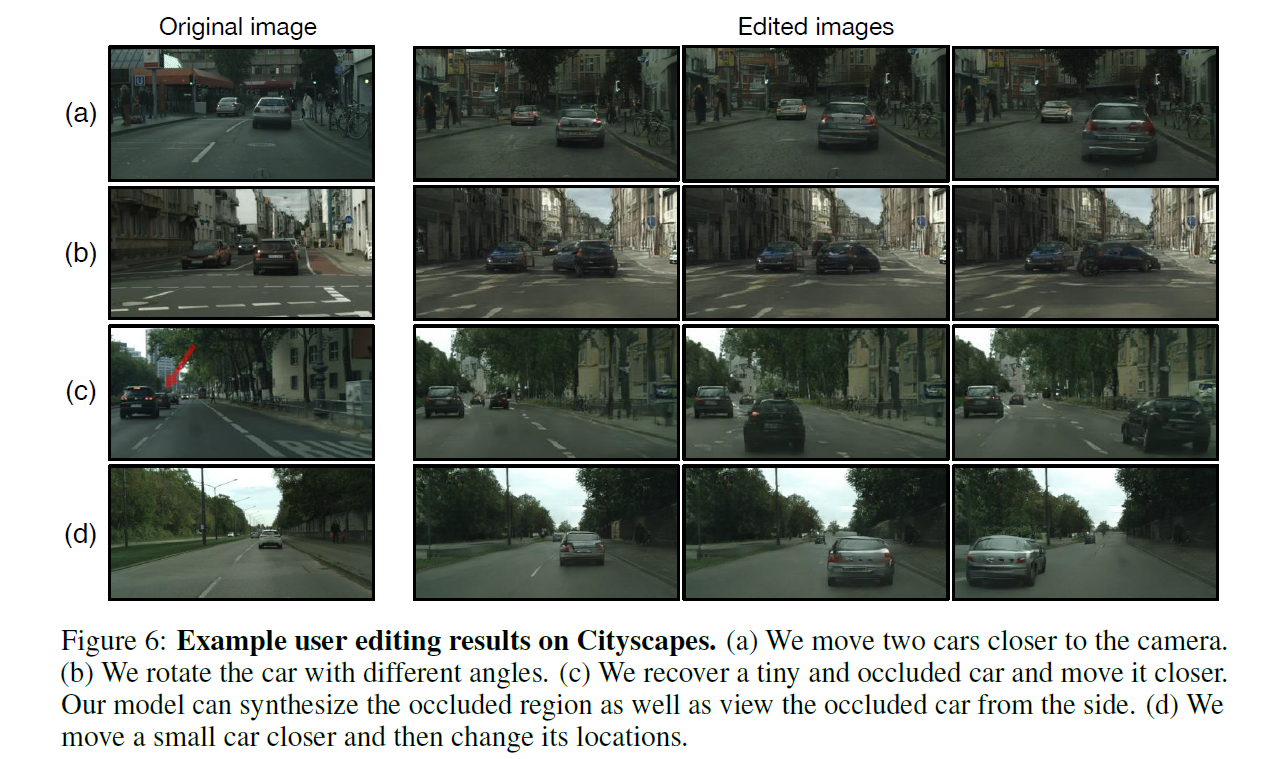 Original image
Edited images
(a)
(b)
(c)
(d)
Figure 6: Example user editing results on Cityscapes. (a) We move two cars closer to the camera.
(b) We rotate the car with different angles. (c) We recover a tiny and occluded car and move it closer.
Our model can synthesize the occluded region as well as view the occluded car from the side. (d) We
move a small car closer and then change its locations.